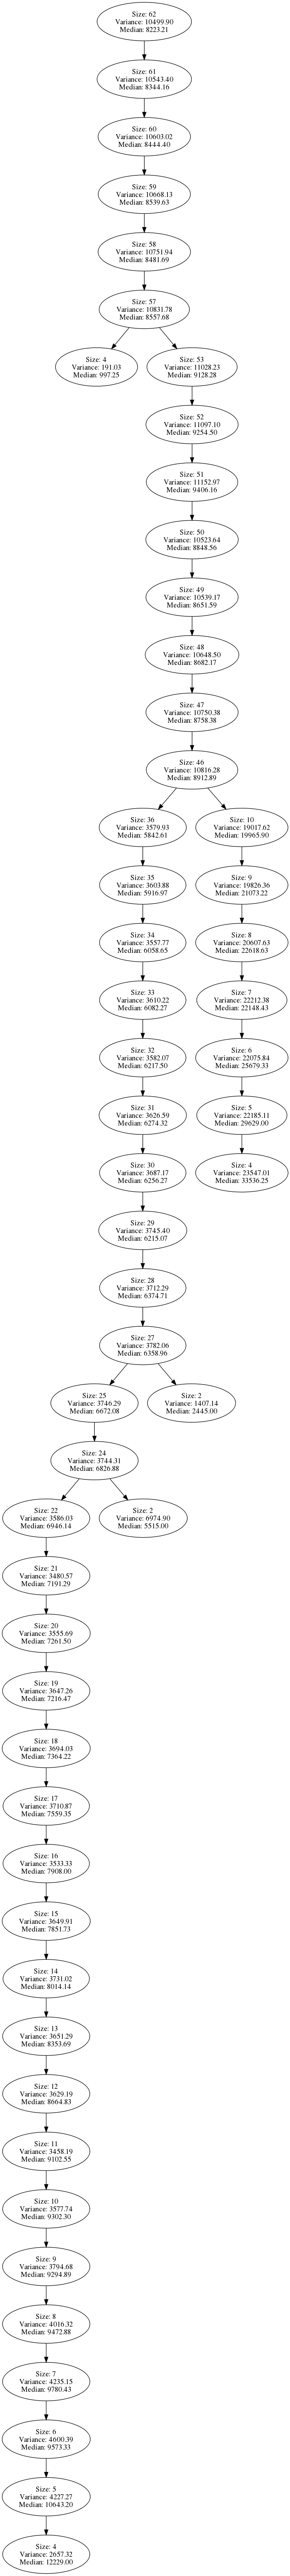 Size: 62
Variance: 10499.90
Median: 8223.21
Size: 61
Variance: 10543.40
Median: 8344.16
Size: 60
Variance: 10603.02
Median: 8444.40
Size: 59
Variance: 10668.13
Median: 8539.63
Size: 58
Variance: 10751.94
Median: 8481.69
Size: 57
Variance: 10831.78
Median: 8557.68
Size: 4
Variance: 191.03
Median: 997.25
Size: 53
Variance: 11028.23
Median: 9128.28
Size: 52
Variance: 11097.10
Median: 9254.50
Size: 51
Variance: 11152.97
Median: 9406.16
Size: 50
Variance: 10523.64
Median: 8848.56
Size: 49
Variance: 10539.17
Median: 8651.59
Size: 48
Variance: 10648.50
Median: 8682.17
Size: 47
Variance: 10750.38
Median: 8758.38
Size: 46
Variance: 10816.28
Median: 8912.89
Size: 36
Variance: 3579.93
Median: 5842.61
Size: 10
Variance: 19017.62
Median: 19965.90
Size: 35
Variance: 3603.88
Median: 5916.97
Size: 9
Variance: 19826.36
Median: 21073.22
Size: 34
Variance: 3557.77
Median: 6058.65
Size: 8
Variance: 20607.63
Median: 22618.63
Size: 33
Variance: 3610.22
Median: 6082.27
Size: 7
Variance: 22212.38
Median: 22148.43
Size: 32
Variance: 3582.07
Median: 6217.50
Size: 6
Variance: 22075.84
Median: 25679.33
Size: 31
Variance: 3626.59
Median: 6274.32
Size: 5
Variance: 22185.11
Median: 29629.00
Size: 30
Variance: 3687.17
Median: 6256.27
Size: 4
Variance: 23547.01
Median: 33536.25
Size: 29
Variance: 3745.40
Median: 6215.07
Size: 28
Variance: 3712.29
Median: 6374.71
Size: 27
Variance: 3782.06
Median: 6358.96
Size: 25
Variance: 3746.29
Median: 6672.08
Size: 2
Variance: 1407.14
Median: 2445.00
Size: 24
Variance: 3744.31
Median: 6826.88
Size: 22
Variance: 3586.03
Median: 6946.14
Size: 2
Variance: 6974.90
Median: 5515.00
Size: 21
Variance: 3480.57
Median: 7191.29
Size: 20
Variance: 3555.69
Median: 7261.50
Size: 19
Variance: 3647.26
Median: 7216.47
Size: 18
Variance: 3694.03
Median: 7364.22
Size: 17
Variance: 3710.87
Median: 7559.35
Size: 16
Variance: 3533.33
Median: 7908.00
Size: 15
Variance: 3649.91
Median: 7851.73
Size: 14
Variance: 3731.02
Median: 8014.14
Size: 13
Variance: 3651.29
Median: 8353.69
Size: 12
Variance: 3629.19
Median: 8664.83
Size: 11
Variance: 3458.19
Median: 9102.55
Size: 10
Variance: 3577.74
Median: 9302.30
Size: 9
Variance: 3794.68
Median: 9294.89
Size: 8
Variance: 4016.32
Median: 9472.88
Size: 7
Variance: 4235.15
Median: 9780.43
Size: 6
Variance: 4600.39
Median: 9573.33
Size: 5
Variance: 4227.27
Median: 10643.20
Size: 4
Variance: 2657.32
Median: 12229.00